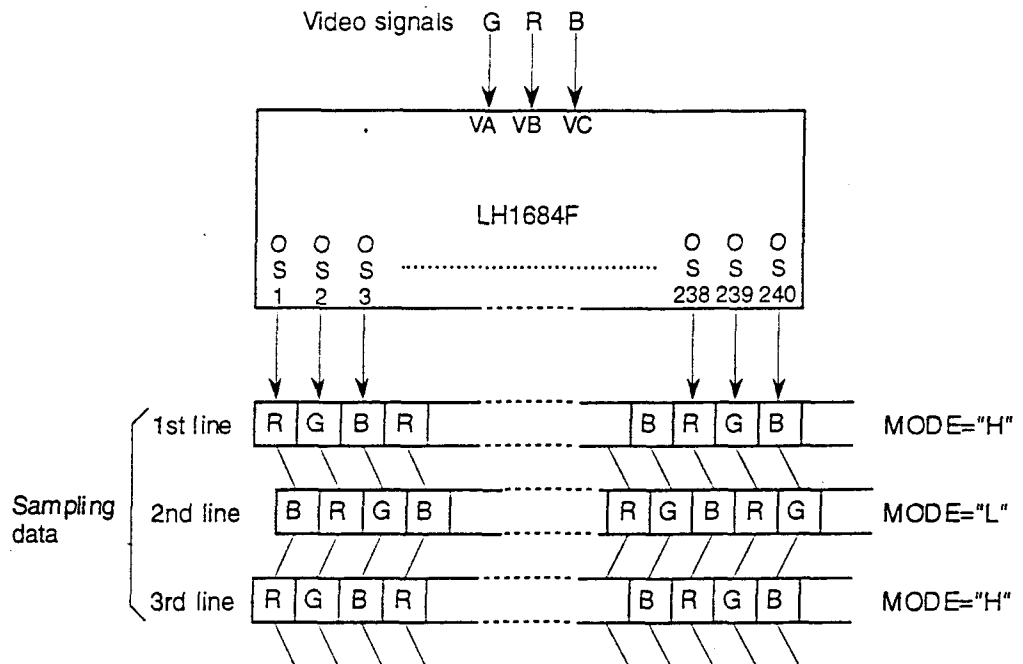 Video signals G R B
VA VB VC
LH1684F
O O O O O O
S S S S S S
1 2 3 238 239 240
1st line R G B R B R G B MODE="H"
Sampling data
2nd line B R G B R G B R G MODE="L"
3rd line R G B R B R G B MODE="H"